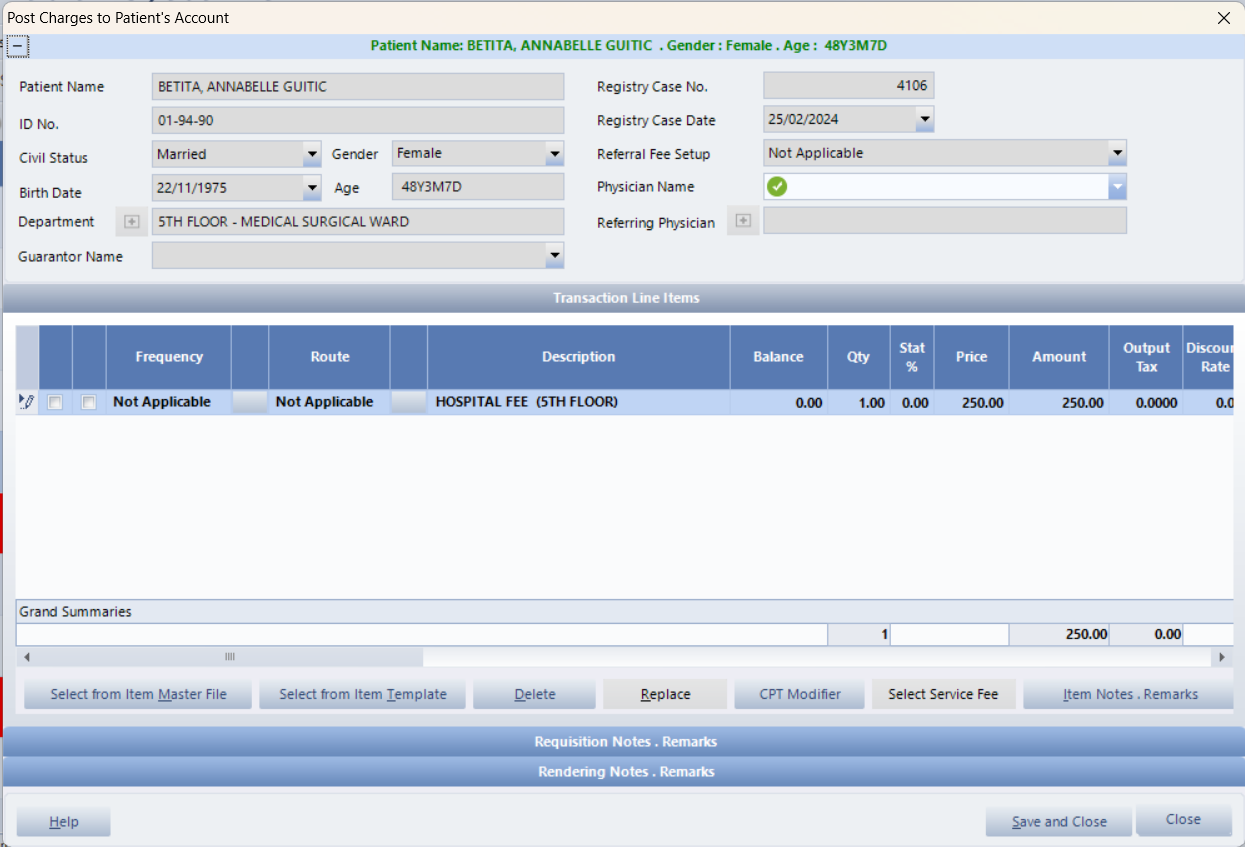 Post Charges to Patient's Account
Patient Name: BETITA, ANNABELLE GUITIC . Gender : Female . Age : 48Y3M7D
Patient Name BETITA, ANNABELLE GUITIC Registry Case No. 4106
ID No. 01-94-90 Registry Case Date 25/02/2024
Civil Status Married Gender Female Referral Fee Setup Not Applicable
Birth Date 22/11/1975 Age 48Y3M7D Physician Name
Department 5TH FLOOR - MEDICAL SURGICAL WARD Referring Physician
Guarantor Name
Transaction Line Items
Frequency Route Description Balance Qty Stat % Price Amount Output Tax Discour Rate
Not Applicable Not Applicable HOSPITAL FEE (5TH FLOOR) 0.00 1.00 0.00 250.00 250.00 0.0000 0.0
Grand Summaries
1 250.00 0.00
Select from Item Master File Select from Item Template Delete Replace CPT Modifier Select Service Fee Item Notes . Remarks
Requisition Notes . Remarks
Rendering Notes . Remarks
Help Save and Close Close